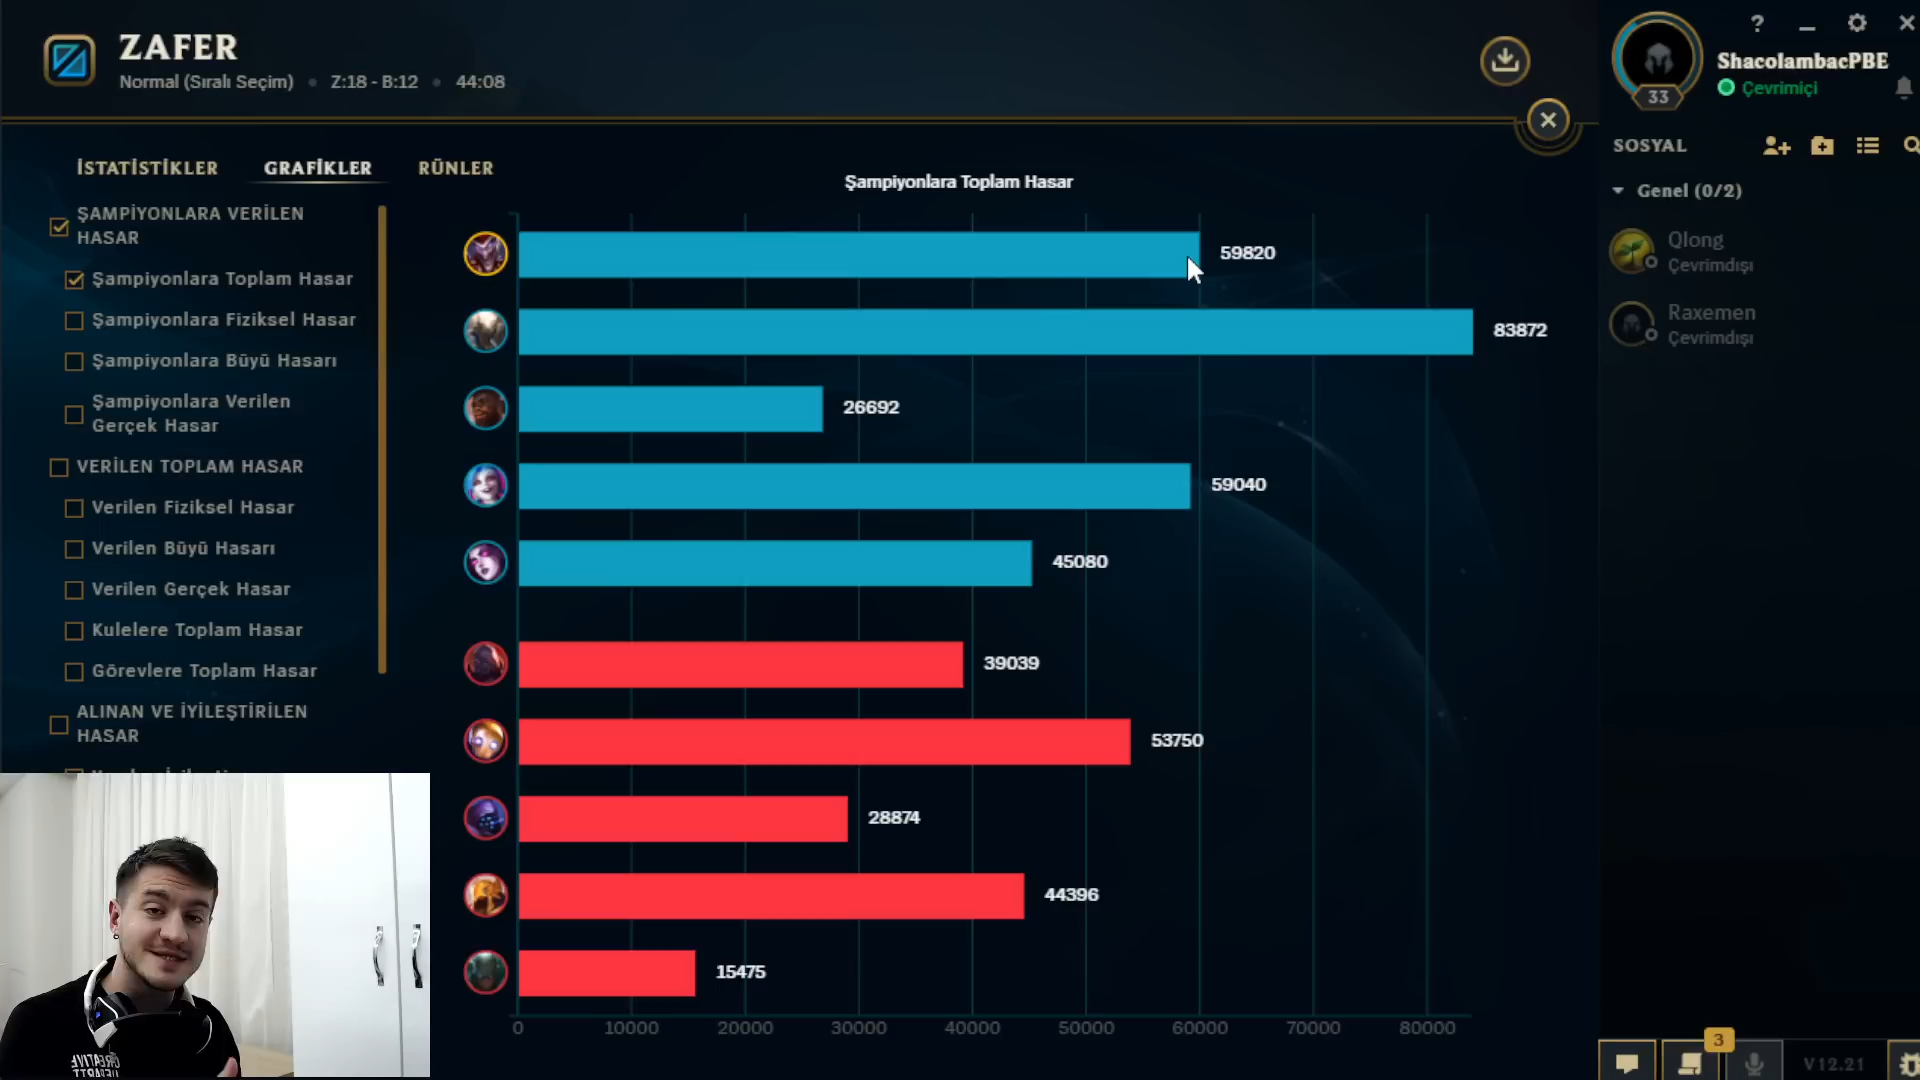 ZAFER
Normal (Sıralı Seçim) • Z:18 - B:12 • 44:08
?
ShacolambacPBE
33
Çevrimiçi
SOSYAL
Genel (0/2)
Qlong
Çevrimdışı
Raxemen
Çevrimdışı
İSTATİSTİKLER
GRAFİKLER
RÜNLER
ŞAMPİYONLARA VERİLEN
HASAR
Şampiyonlara Toplam Hasar
Şampiyonlara Fiziksel Hasar
Şampiyonlara Büyü Hasarı
Şampiyonlara Verilen
Gerçek Hasar
VERİLEN TOPLAM HASAR
Verilen Fiziksel Hasar
Verilen Büyü Hasarı
Verilen Gerçek Hasar
Kulelere Toplam Hasar
Görevlere Toplam Hasar
ALINAN VE İYİLEŞTİRİLEN
HASAR
Şampiyonlara Toplam Hasar
59820
83872
26692
59040
45080
39039
53750
28874
44396
15475
0 10000 20000 30000 40000 50000 60000 70000 80000
3
V12.21